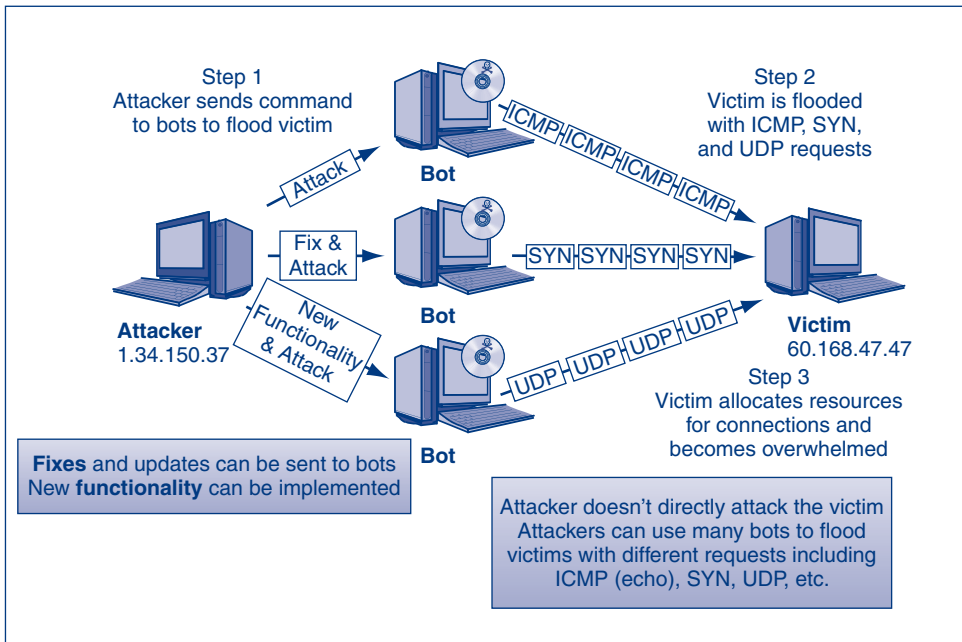 Step 1
Attacker sends command
to bots to flood victim
Step 2
Victim is flooded
with ICMP, SYN,
and UDP requests
Attack
Bot
ICMP ICMP ICMP ICMP
Fix &
Attack
Bot
SYN SYN SYN SYN
New
Functionality
& Attack
Bot
UDP UDP UDP UDP
Attacker
1.34.150.37
Victim
60.168.47.47
Step 3
Victim allocates resources
for connections and
becomes overwhelmed
Fixes and updates can be sent to bots
New functionality can be implemented
Attacker doesn't directly attack the victim
Attackers can use many bots to flood
victims with different requests including
ICMP (echo), SYN, UDP, etc.